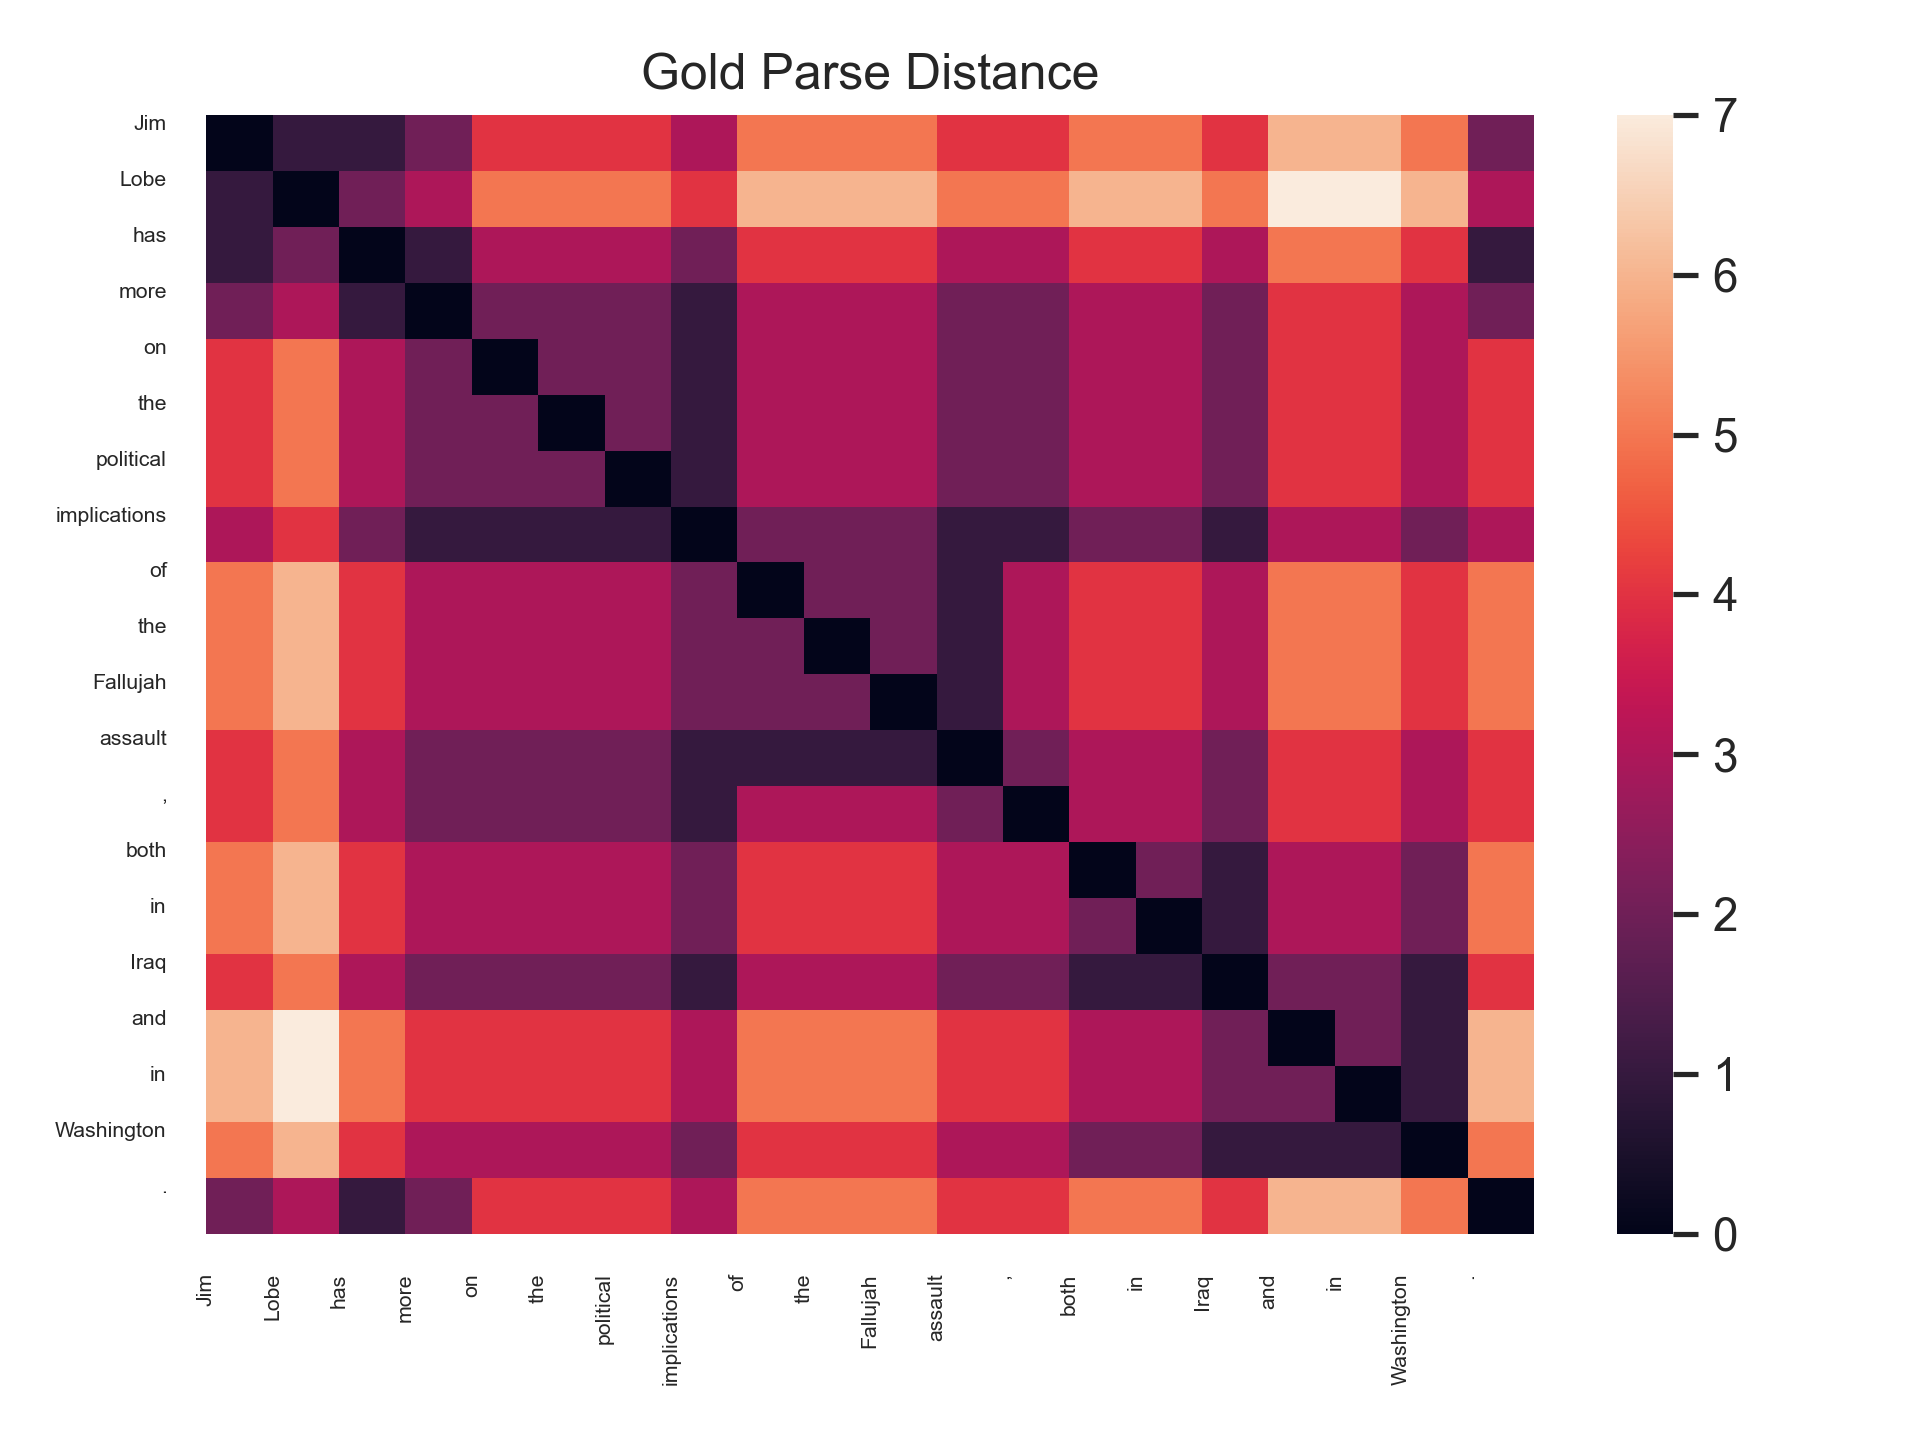 Gold Parse Distance
Jim
Lobe
has
more
on
the
political
implications
of
the
Fallujah
assault
,
both
in
Iraq
and
in
Washington
.
7
6
5
4
3
2
1
0
Jim
Lobe
has
more
on
the
political
implications
of
the
Fallujah
assault
,
both
in
Iraq
and
in
Washington
.